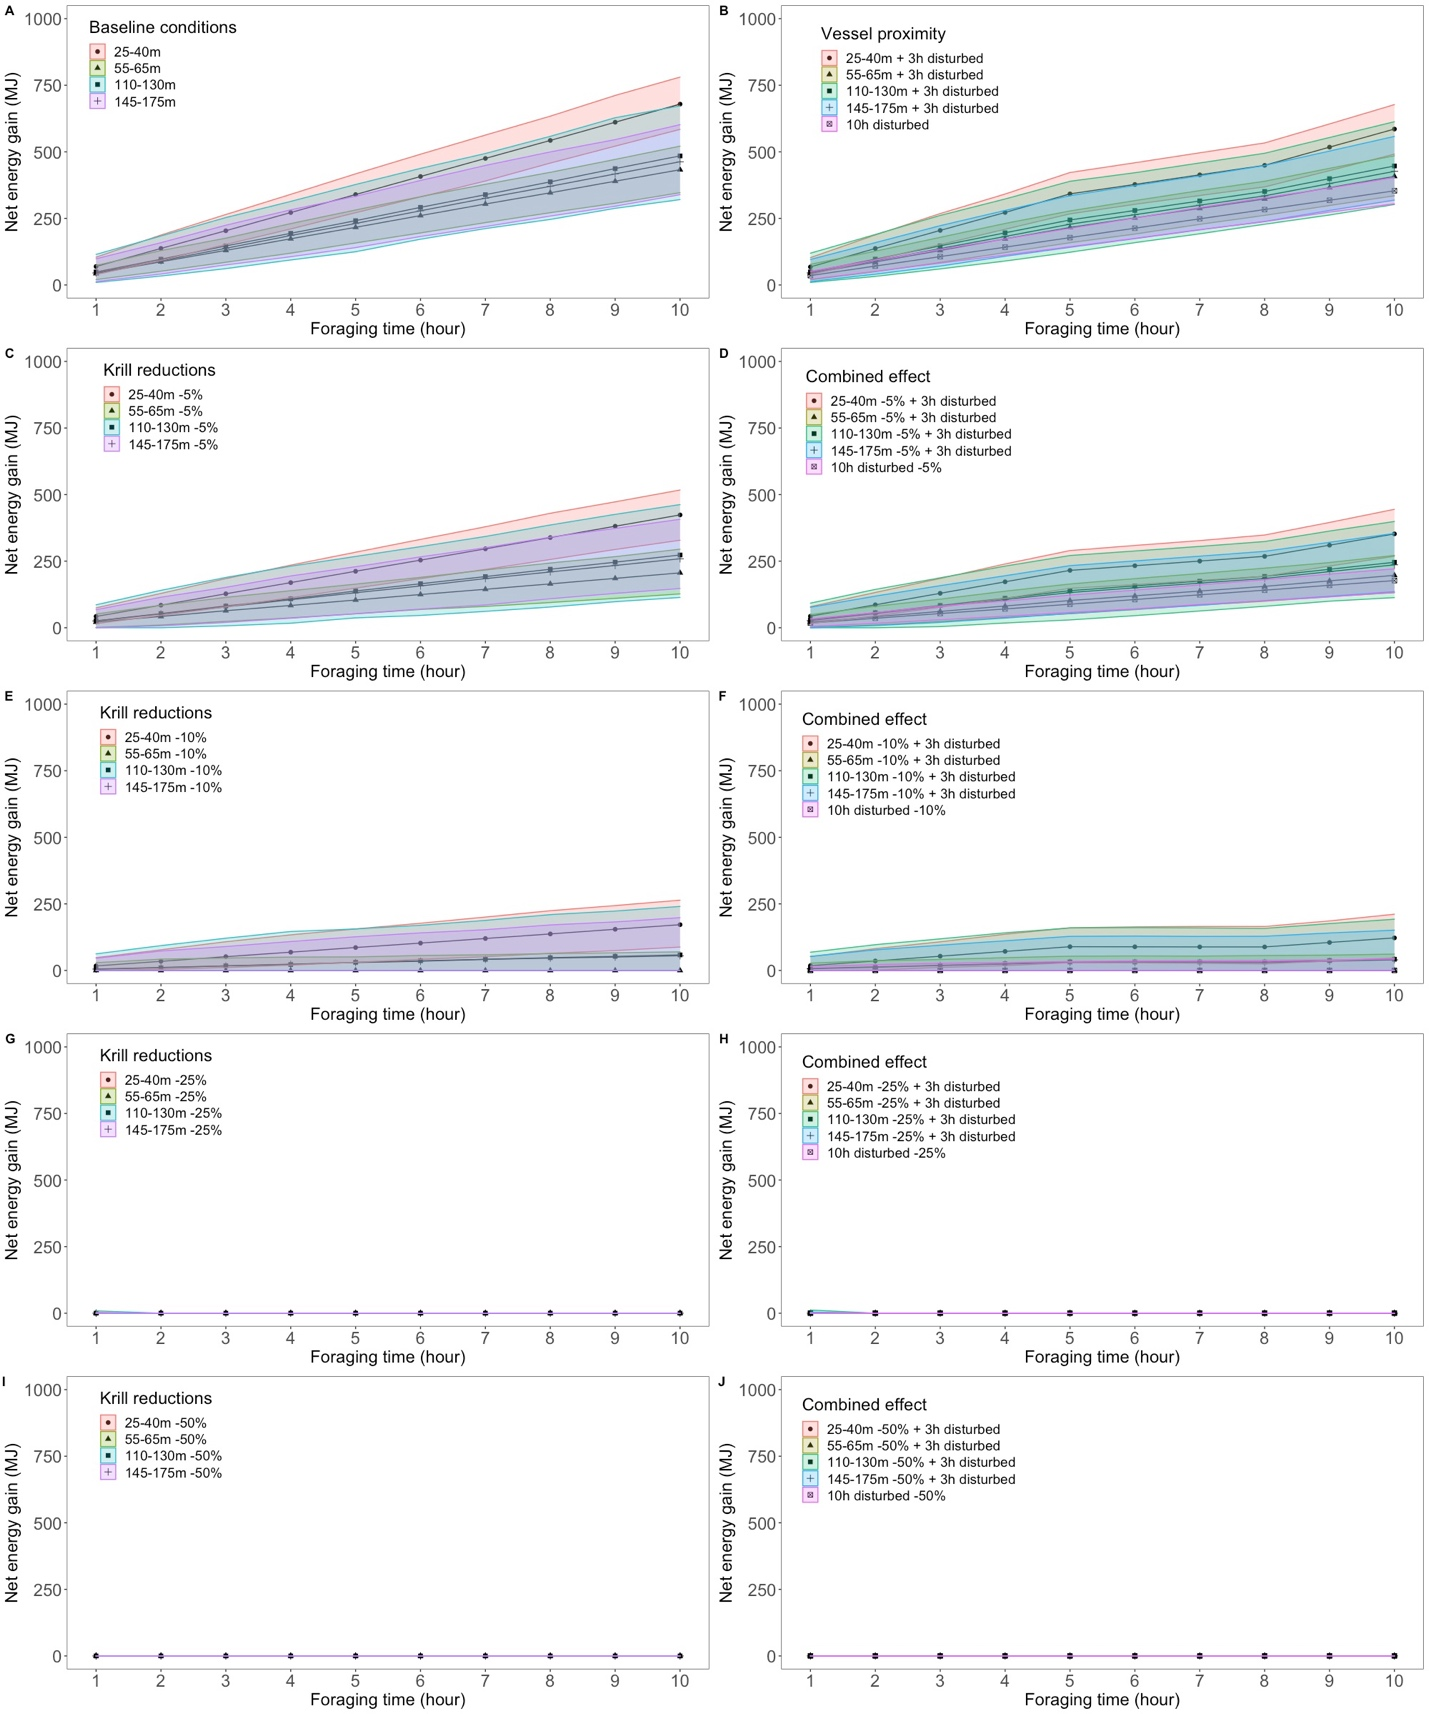 A
Baseline conditions
25-40m
55-65m
110-130m
145-175m
Net energy gain (MJ)
1000
750
500
250
0
1 2 3 4 5 6 7 8 9 10
Foraging time (hour)
B
Vessel proximity
25-40m + 3h disturbed
55-65m + 3h disturbed
110-130m + 3h disturbed
145-175m + 3h disturbed
10h disturbed
Net energy gain (MJ)
1000
750
500
250
0
1 2 3 4 5 6 7 8 9 10
Foraging time (hour)
C
Krill reductions
25-40m -5%
55-65m -5%
110-130m -5%
145-175m -5%
Net energy gain (MJ)
1000
750
500
250
0
1 2 3 4 5 6 7 8 9 10
Foraging time (hour)
D
Combined effect
25-40m -5% + 3h disturbed
55-65m -5% + 3h disturbed
110-130m -5% + 3h disturbed
145-175m -5% + 3h disturbed
10h disturbed -5%
Net energy gain (MJ)
1000
750
500
250
0
1 2 3 4 5 6 7 8 9 10
Foraging time (hour)
E
Krill reductions
25-40m -10%
55-65m -10%
110-130m -10%
145-175m -10%
Net energy gain (MJ)
1000
750
500
250
0
1 2 3 4 5 6 7 8 9 10
Foraging time (hour)
F
Combined effect
25-40m -10% + 3h disturbed
55-65m -10% + 3h disturbed
110-130m -10% + 3h disturbed
145-175m -10% + 3h disturbed
10h disturbed -10%
Net energy gain (MJ)
1000
750
500
250
0
1 2 3 4 5 6 7 8 9 10
Foraging time (hour)
G
Krill reductions
25-40m -25%
55-65m -25%
110-130m -25%
145-175m -25%
Net energy gain (MJ)
1000
750
500
250
0
1 2 3 4 5 6 7 8 9 10
Foraging time (hour)
H
Combined effect
25-40m -25% + 3h disturbed
55-65m -25% + 3h disturbed
110-130m -25% + 3h disturbed
145-175m -25% + 3h disturbed
10h disturbed -25%
Net energy gain (MJ)
1000
750
500
250
0
1 2 3 4 5 6 7 8 9 10
Foraging time (hour)
I
Krill reductions
25-40m -50%
55-65m -50%
110-130m -50%
145-175m -50%
Net energy gain (MJ)
1000
750
500
250
0
1 2 3 4 5 6 7 8 9 10
Foraging time (hour)
J
Combined effect
25-40m -50% + 3h disturbed
55-65m -50% + 3h disturbed
110-130m -50% + 3h disturbed
145-175m -50% + 3h disturbed
10h disturbed -50%
Net energy gain (MJ)
1000
750
500
250
0
1 2 3 4 5 6 7 8 9 10
Foraging time (hour)